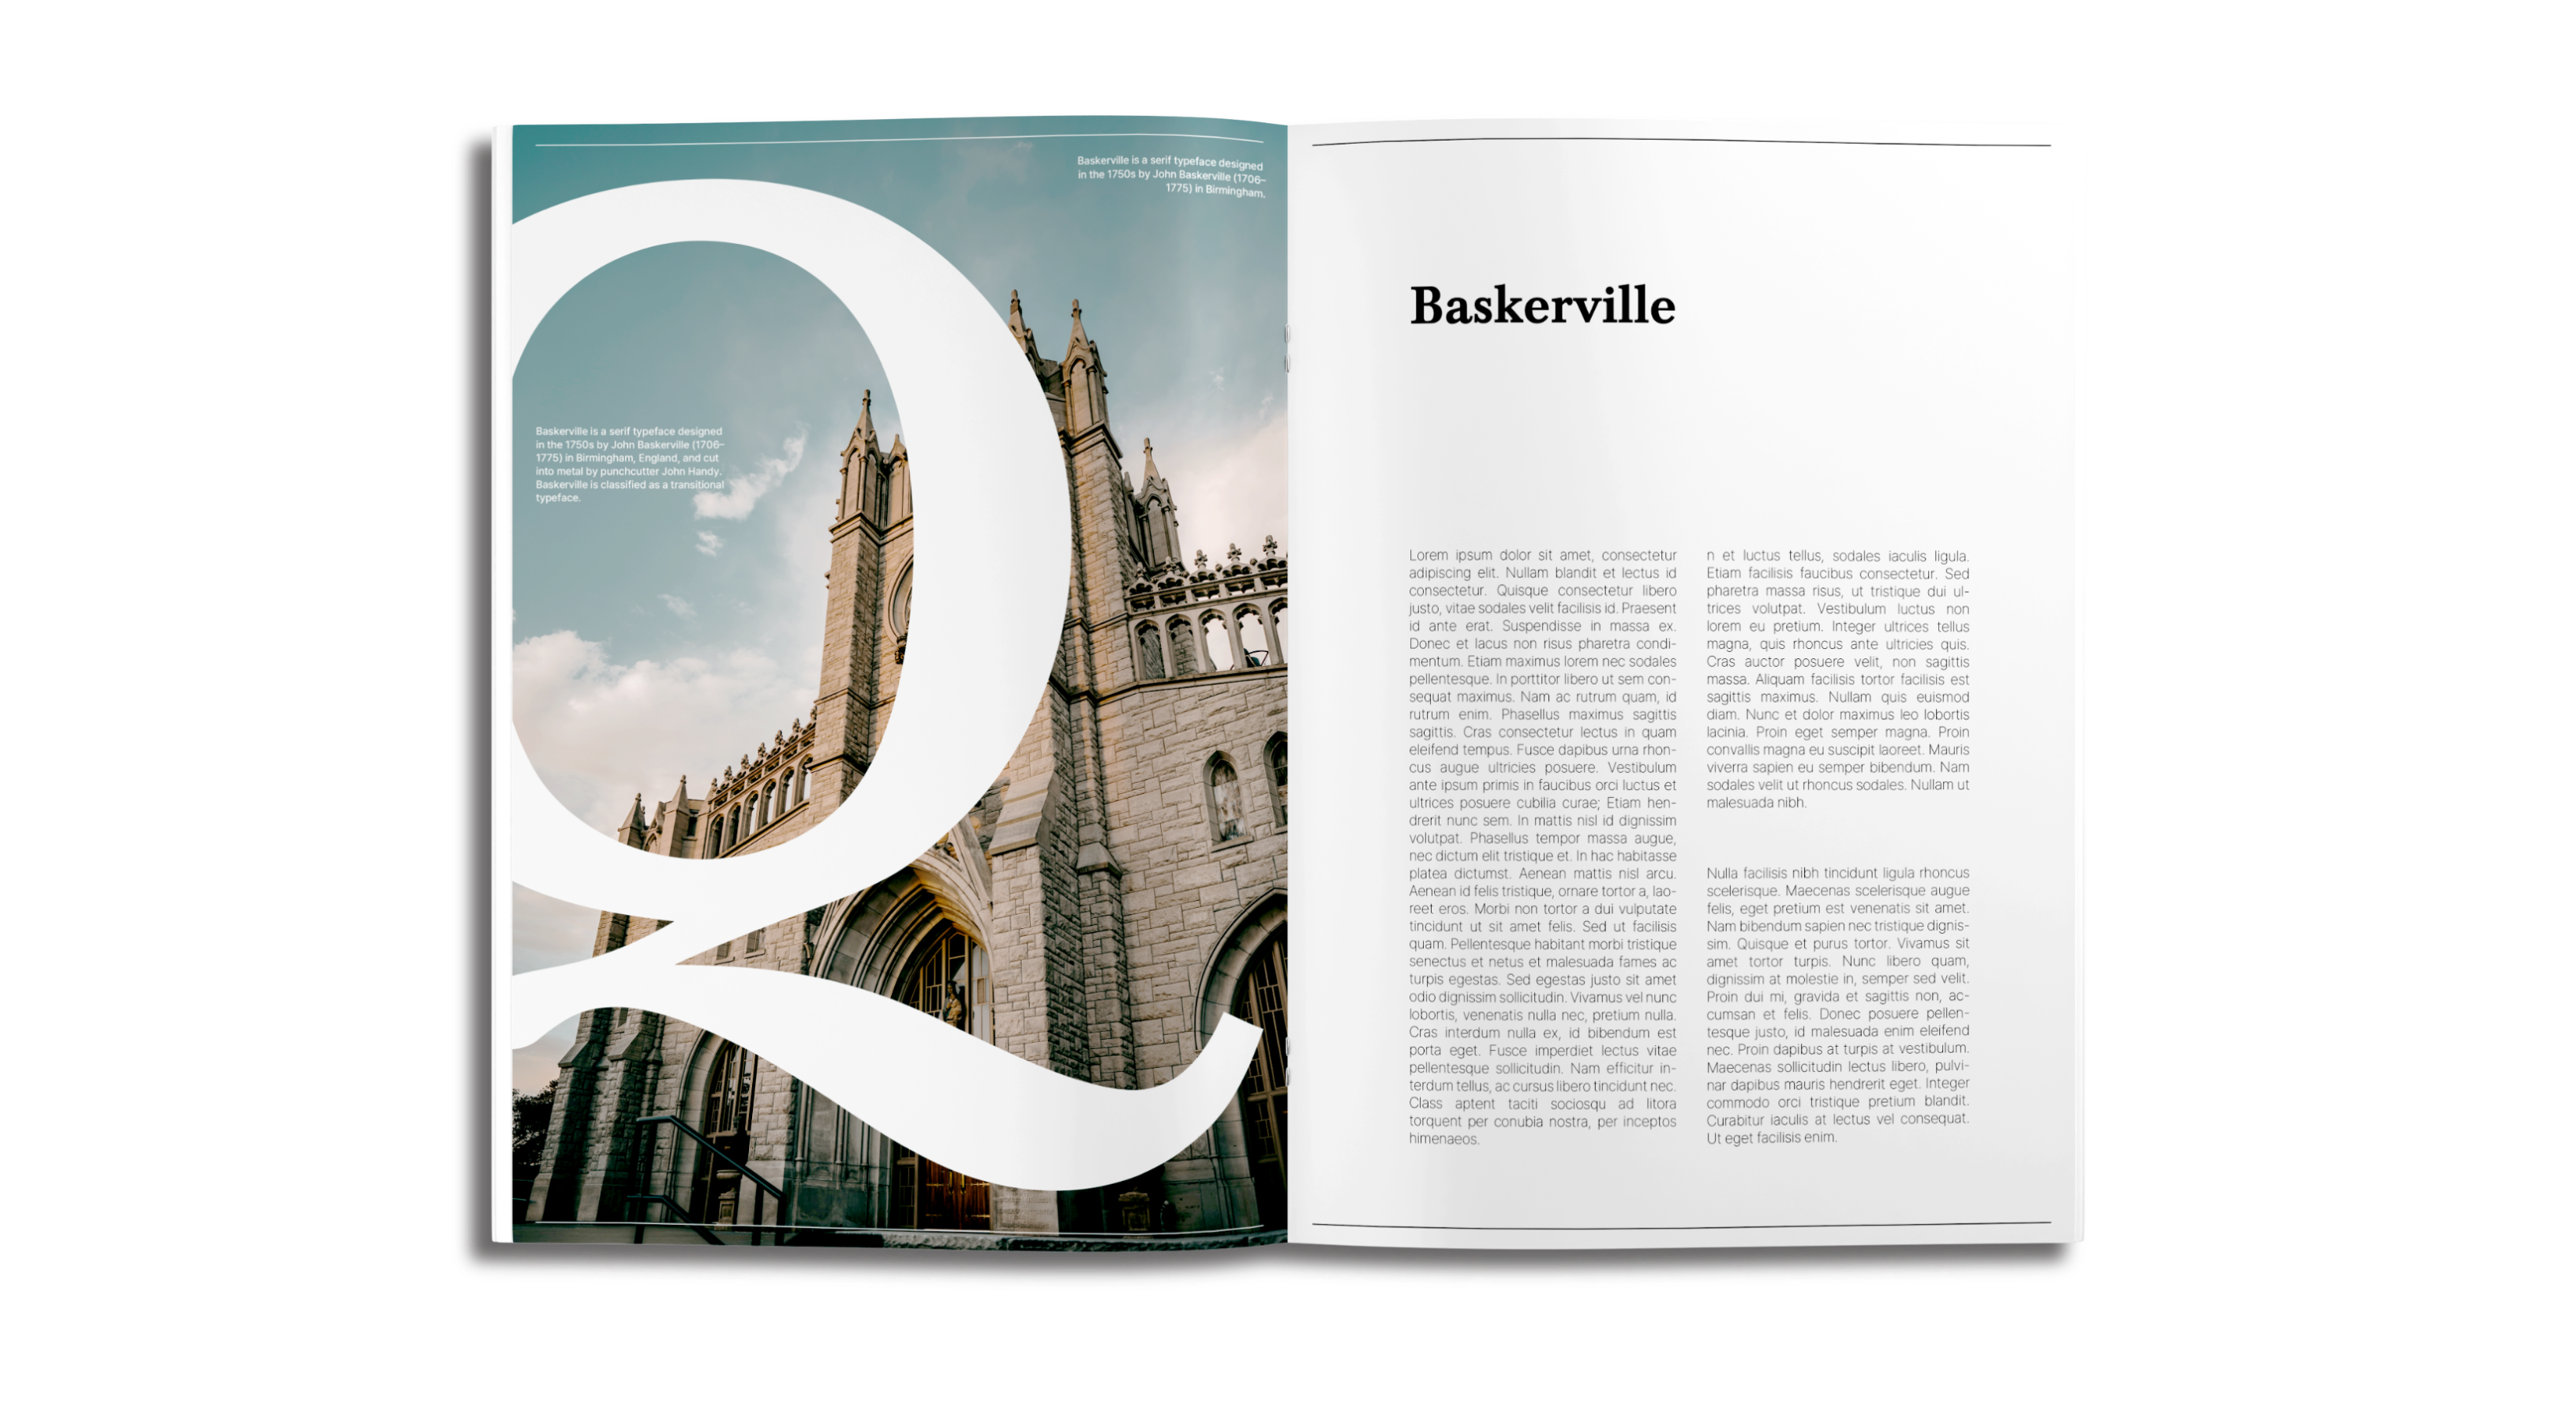 Baskerville is a serif typeface designed
in the 1750s by John Baskerville (1706–
1775) in Birmingham.
Q
Baskerville is a serif typeface designed
in the 1750s by John Baskerville (1706–
1775) in Birmingham, England, and cut
into metal by punchcutter John Handy.
Baskerville is classified as a transitional
typeface.
Baskerville
Lorem ipsum dolor sit amet, consectetur
adipiscing elit. Nullam blandit et lectus id
consectetur. Quisque consectetur libero
justo, vitae sodales velit facilisis id. Praesent
id ante erat. Suspendisse in massa ex.
Donec et lacus non risus pharetra condi-
mentum. Etiam maximus lorem nec sodales
pellentesque. In porttitor libero ut sem con-
sequat maximus. Nam ac rutrum quam, id
rutrum enim. Phasellus maximus sagittis
sagittis. Cras consectetur lectus in quam
eleifend tempus. Fusce dapibus urna rhon-
cus augue ultricies posuere. Vestibulum
ante ipsum primis in faucibus orci luctus et
ultrices posuere cubilia curae; Etiam hen-
drerit nunc sem. In mattis nisl id dignissim
volutpat. Phasellus tempor massa augue,
nec dictum elit tristique et. In hac habitasse
platea dictumst. Aenean mattis nisl arcu.
Aenean id felis tristique, ornare tortor a, lao-
reet eros. Morbi non tortor a dui vulputate
tincidunt ut sit amet felis. Sed ut facilisis
quam. Pellentesque habitant morbi tristique
senectus et netus et malesuada fames ac
turpis egestas. Sed egestas justo sit amet
odio dignissim sollicitudin. Vivamus vel nunc
lobortis, venenatis nulla nec, pretium nulla.
Cras interdum nulla ex, id bibendum est
porta eget. Fusce imperdiet lectus vitae
pellentesque sollicitudin. Nam efficitur in-
terdum tellus, ac cursus libero tincidunt nec.
Class aptent taciti sociosqu ad litora
torquent per conubia nostra, per inceptos
himenaeos.
n et luctus tellus, sodales iaculis ligula.
Etiam facilisis faucibus consectetur. Sed
pharetra massa risus, ut tristique dui ul-
trices volutpat. Vestibulum luctus non
lorem eu pretium. Integer ultrices tellus
magna, quis rhoncus ante ultricies quis.
Cras auctor posuere velit, non sagittis
massa. Aliquam facilisis tortor facilisis est
sagittis maximus. Nullam quis euismod
diam. Nunc et dolor maximus leo lobortis
lacinia. Proin eget semper magna. Proin
convallis magna eu suscipit laoreet. Mauris
viverra sapien eu semper bibendum. Nam
sodales velit ut rhoncus sodales. Nullam ut
malesuada nibh.
Nulla facilisis nibh tincidunt ligula rhoncus
scelerisque. Maecenas scelerisque augue
felis, eget pretium est venenatis sit amet.
Nam bibendum sapien nec tristique dignis-
sim. Quisque et purus tortor. Vivamus sit
amet tortor turpis. Nunc libero quam,
dignissim at molestie in, semper sed velit.
Proin dui mi, gravida et sagittis non, ac-
cumsan et felis. Donec posuere pellen-
tesque justo, id malesuada enim eleifend
nec. Proin dapibus at turpis at vestibulum.
Maecenas sollicitudin lectus libero, pulvi-
nar dapibus mauris hendrerit eget. Integer
commodo orci tristique pretium blandit.
Curabitur iaculis at lectus vel consequat.
Ut eget facilisis enim.